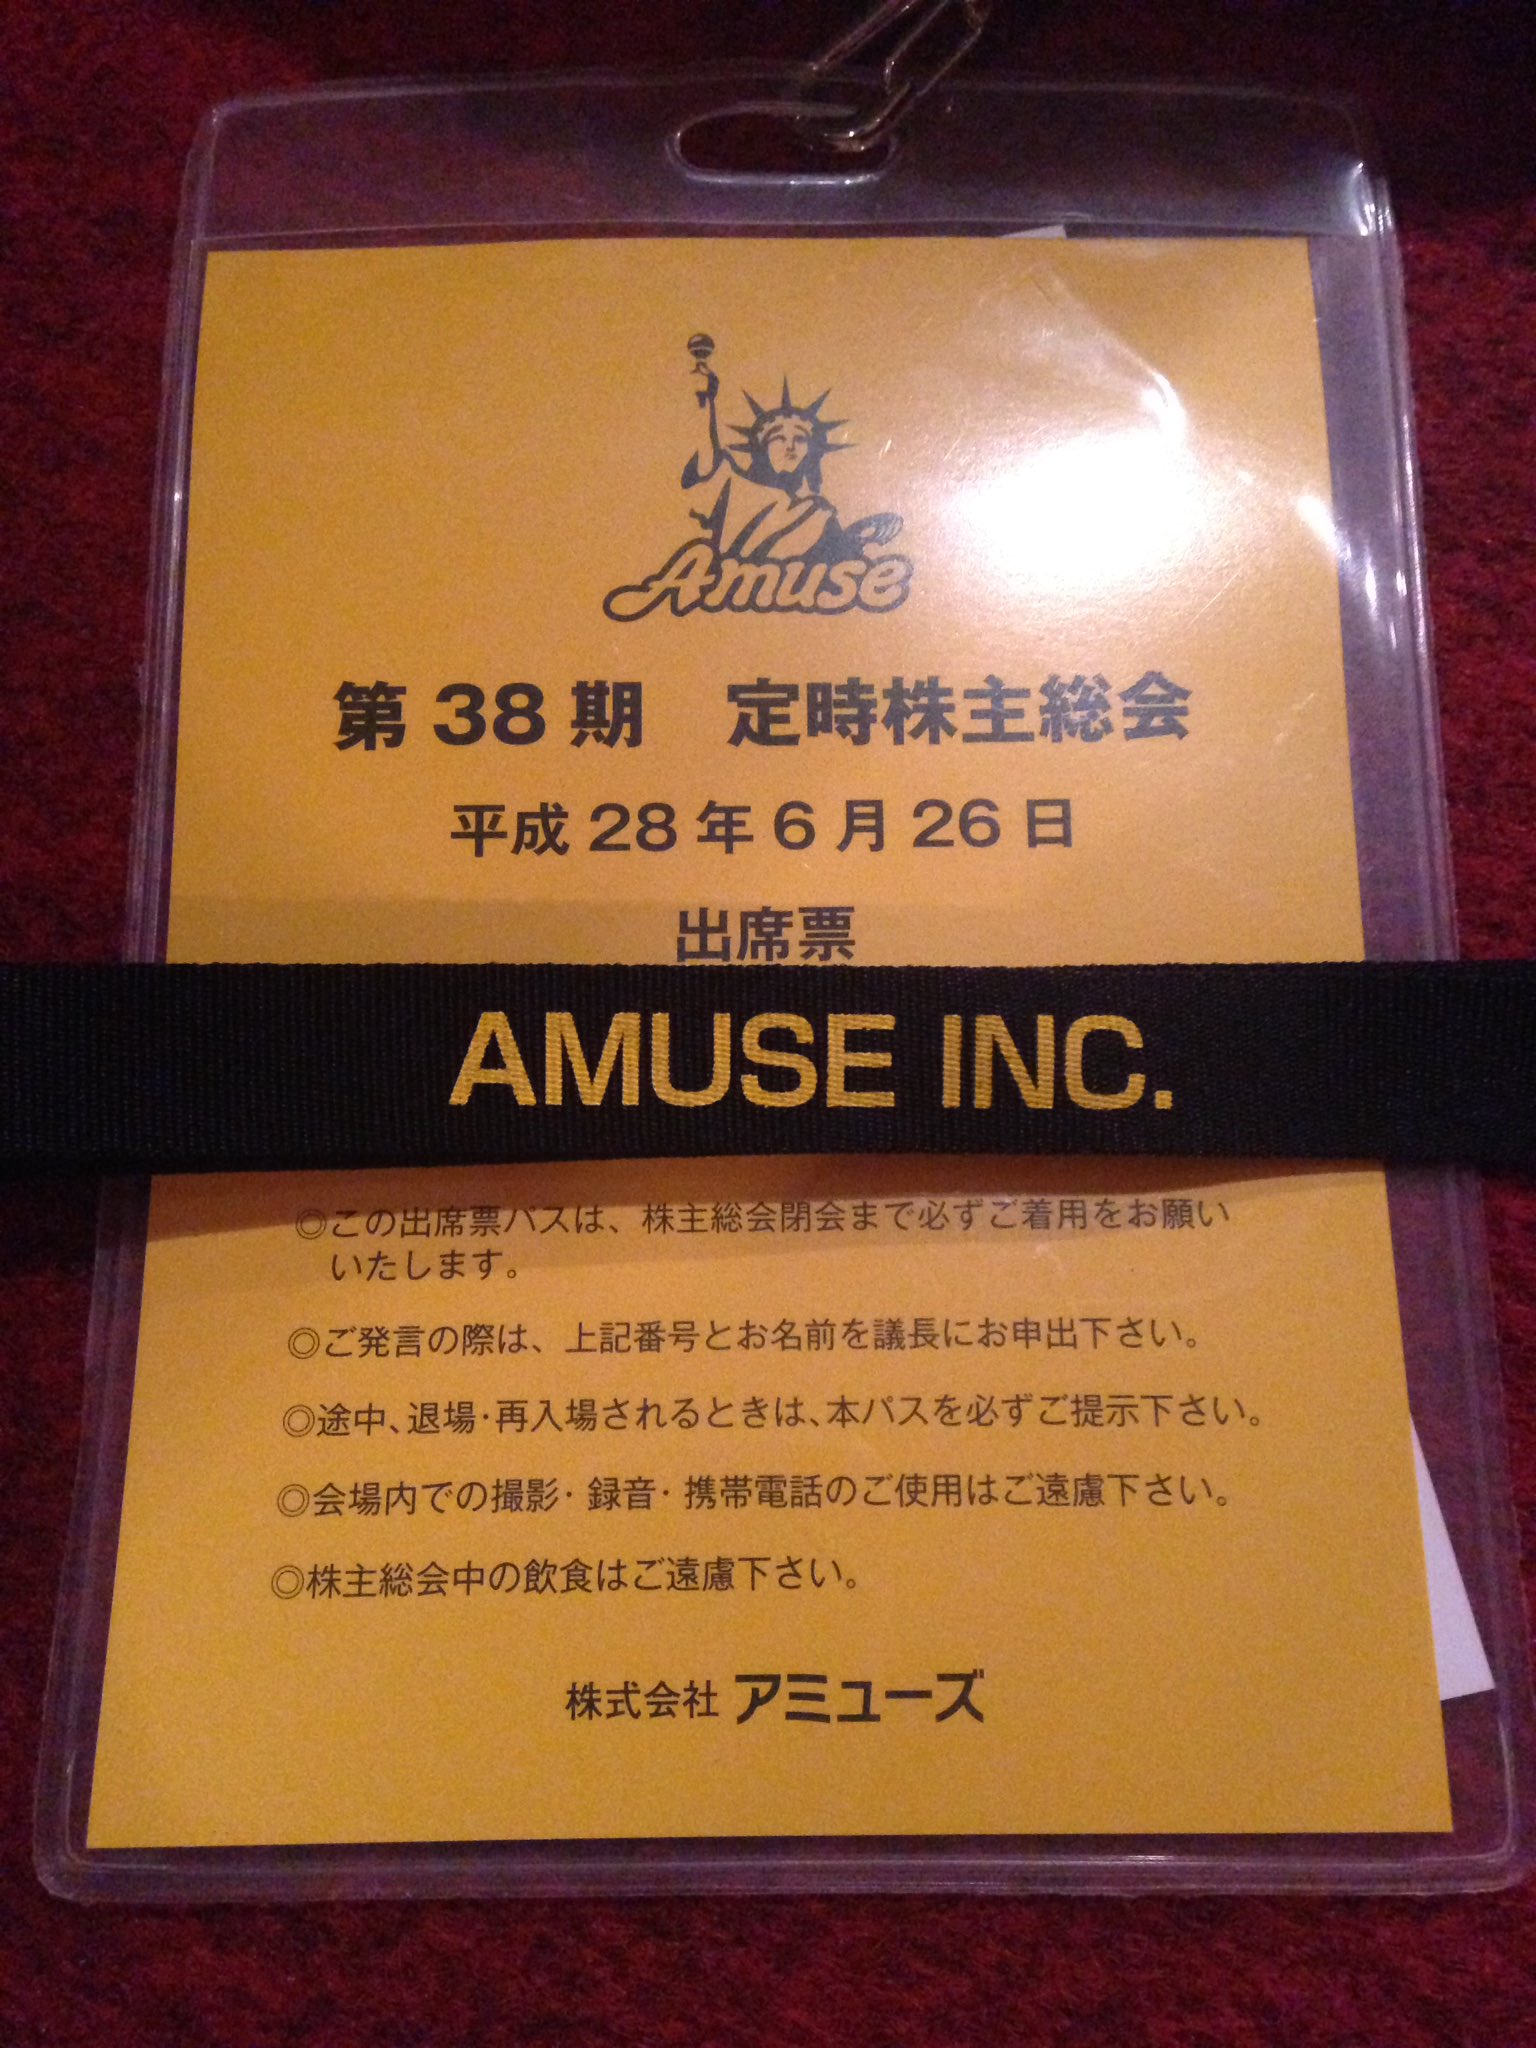 Amuse
第38期　定時株主総会
平成28年6月26日
出席票
AMUSE INC.
◎この出席票パスは、株主総会閉会まで必ずご着用をお願い
いたします。
◎ご発言の際は、上記番号とお名前を議長にお申出下さい。
◎途中、退場・再入場されるときは、本パスを必ずご提示下さい。
◎会場内での撮影・録音・携帯電話のご使用はご遠慮下さい。
◎株主総会中の飲食はご遠慮下さい。
株式会社 アミューズ